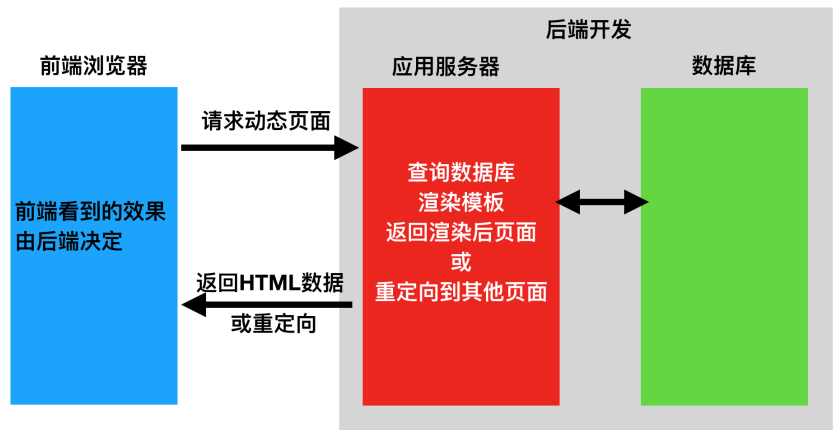 后端开发
前端浏览器
应用服务器
数据库
请求动态页面
前端看到的效果
由后端决定
查询数据库
渲染模板
返回渲染后页面
或
重定向到其他页面
返回HTML数据
或重定向